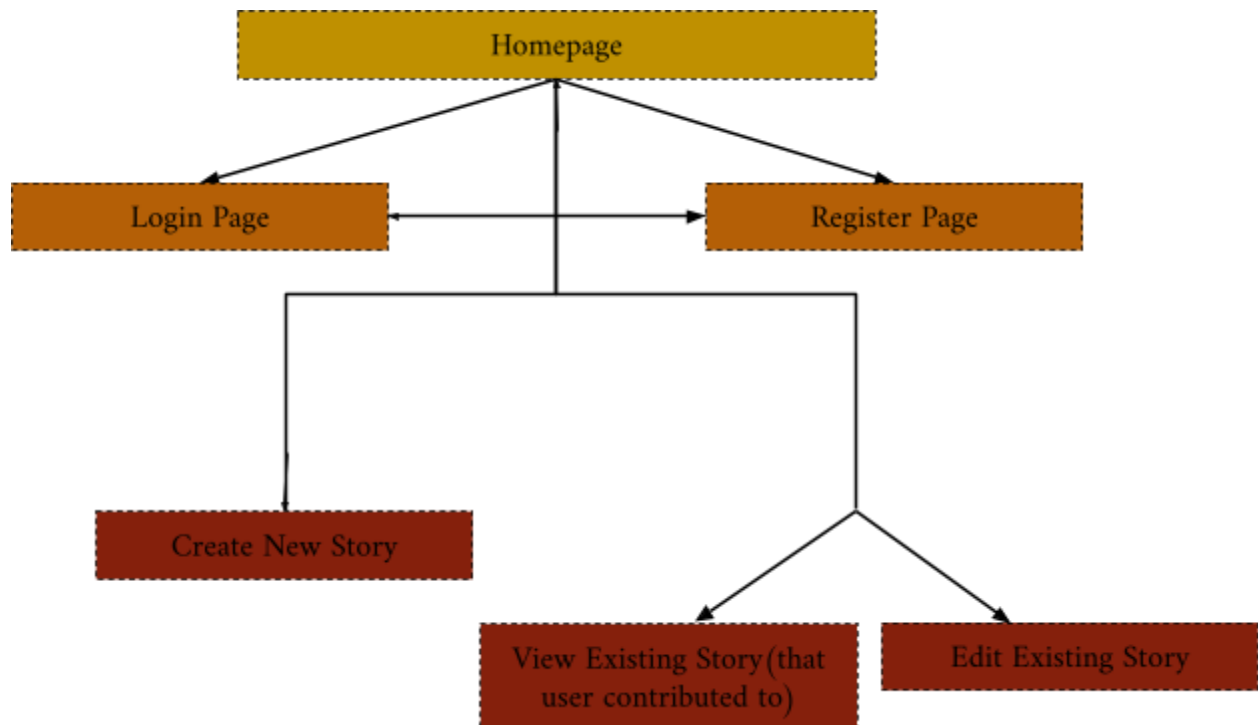 Homepage
Login Page
Register Page
Create New Story
View Existing Story(that
user contributed to)
Edit Existing Story